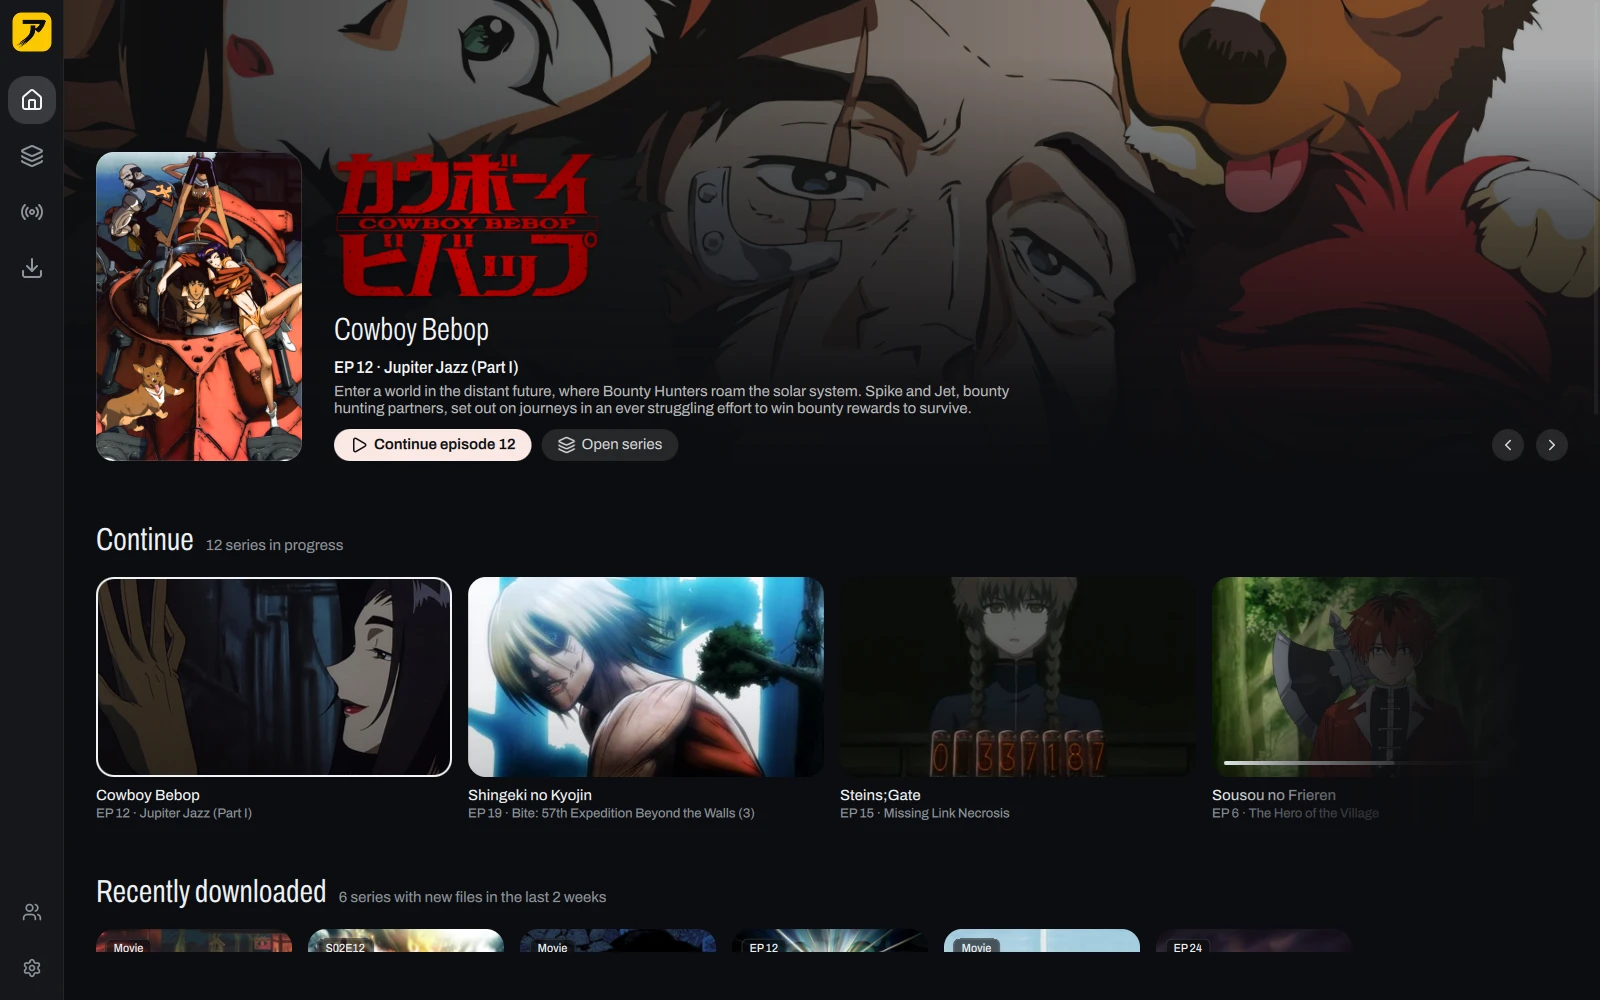 ア
カウボーイ
COWBOY BEBOP
ビバップ
Cowboy Bebop
EP 12 · Jupiter Jazz (Part I)
Enter a world in the distant future, where Bounty Hunters roam the solar system. Spike and Jet, bounty
hunting partners, set out on journeys in an ever struggling effort to win bounty rewards to survive.
Continue episode 12
Open series
Continue
12 series in progress
0 337187
Cowboy Bebop
EP 12 · Jupiter Jazz (Part I)
Shingeki no Kyojin
EP 19 · Bite: 57th Expedition Beyond the Walls (3)
Steins;Gate
EP 15 · Missing Link Necrosis
Sousou no Frieren
EP 6 · The Hero of the Village
Recently downloaded
6 series with new files in the last 2 weeks
Movie
S02E12
Movie
EP 12
Movie
EP 24